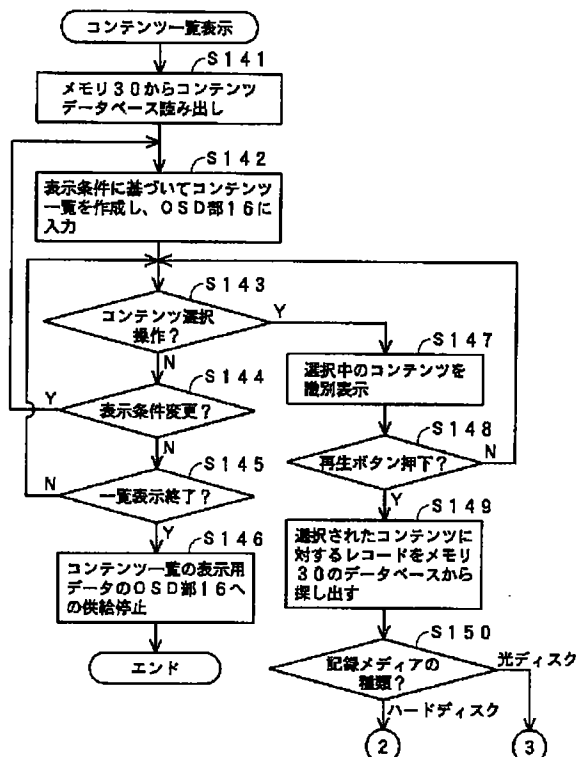 コンテンツ一覧表示
S141
メモリ30からコンテンツ
データベース読み出し
S142
表示条件に基づいてコンテンツ
一覧を作成し、OSD部16に
入力
S143
コンテンツ選択
操作?
Y
N
S144
表示条件変更?
Y
N
S145
一覧表示終了?
N
Y
S146
コンテンツ一覧の表示用
データのOSD部16へ
の供給停止
エンド
S147
選択中のコンテンツを
識別表示
S148
再生ボタン押下?
N
Y
S149
選択されたコンテンツに
対するレコードをメモリ
30のデータベースから
探し出す
S150
記録メディアの
種類?
光ディスク
ハードディスク
2
3